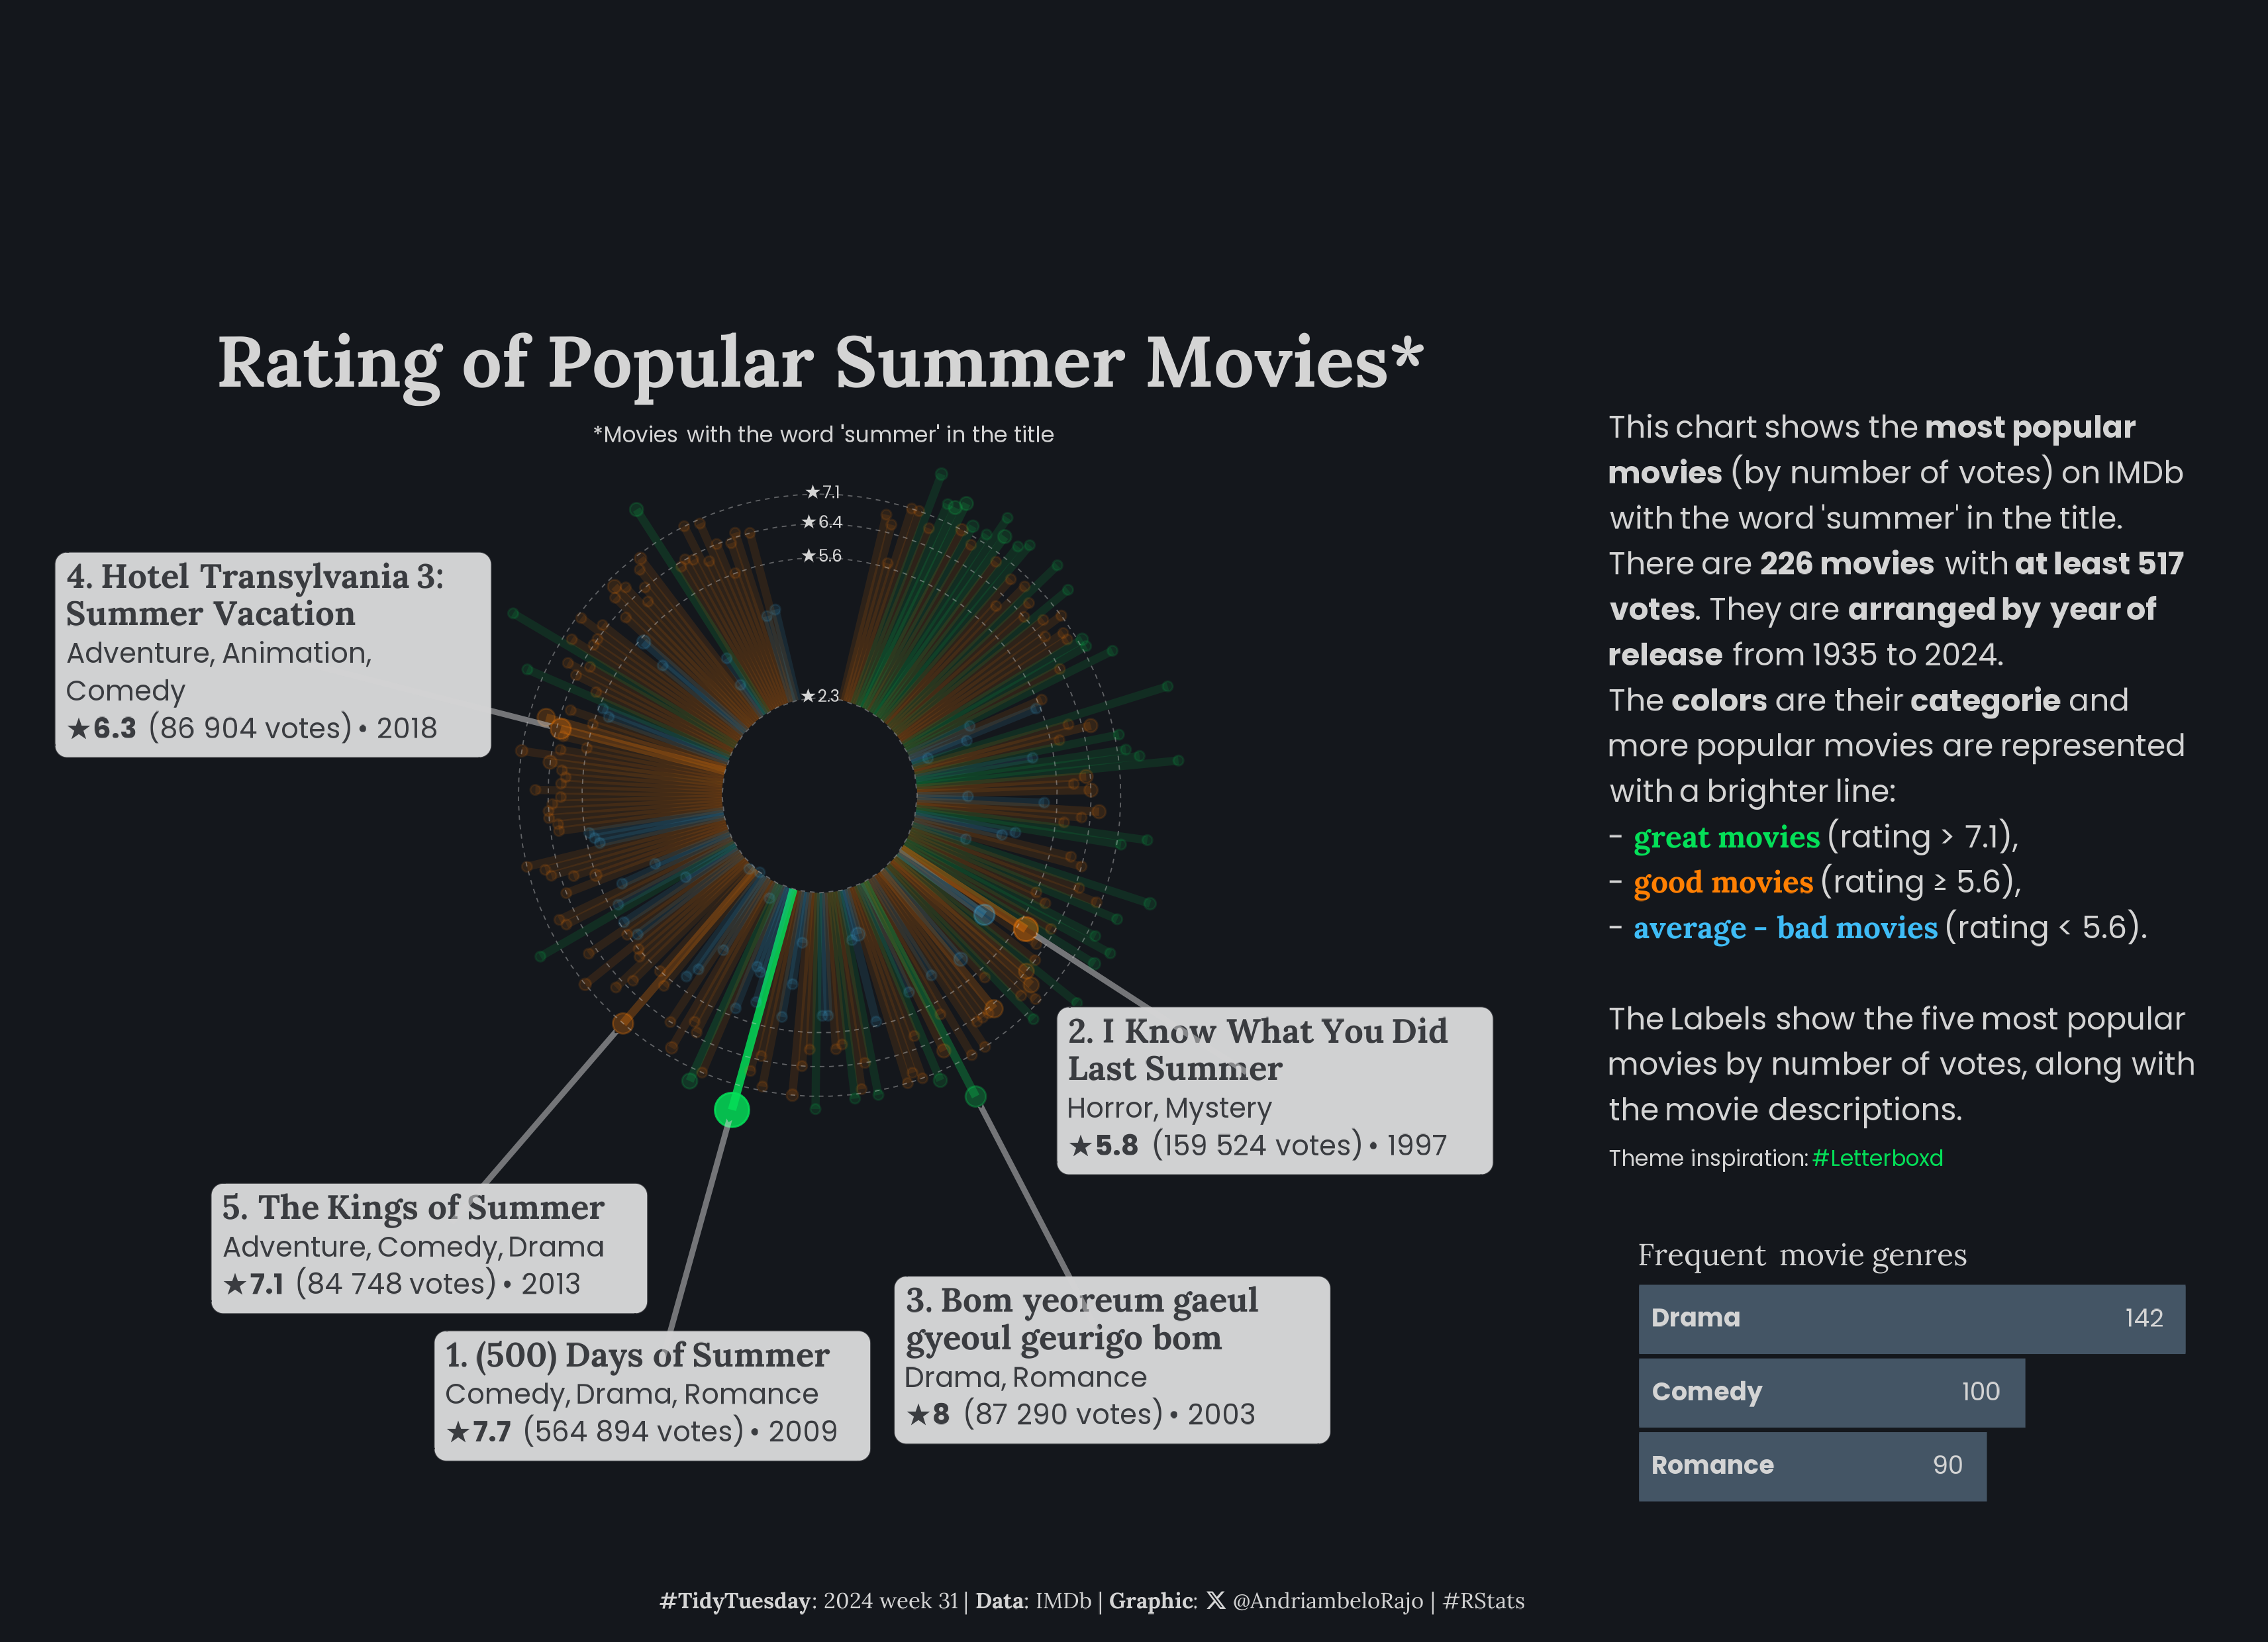 Rating of Popular Summer Movies*
*Movies with the word 'summer' in the title
★7.1
★6.4
★5.6
★2.3
4. Hotel Transylvania 3:
Summer Vacation
Adventure, Animation,
Comedy
★6.3 (86 904 votes) • 2018
2. I Know What You Did
Last Summer
Horror, Mystery
★5.8 (159 524 votes) • 1997
5. The Kings of Summer
Adventure, Comedy, Drama
★7.1 (84 748 votes) • 2013
3. Bom yeoreum gaeul
gyeoul geurigo bom
Drama, Romance
★8 (87 290 votes) • 2003
1. (500) Days of Summer
Comedy, Drama, Romance
★7.7 (564 894 votes) • 2009
This chart shows the most popular
movies (by number of votes) on IMDb
with the word 'summer' in the title.
There are 226 movies with at least 517
votes. They are arranged by year of
release from 1935 to 2024.
The colors are their categorie and
more popular movies are represented
with a brighter line:
- great movies (rating > 7.1),
- good movies (rating ≥ 5.6),
- average - bad movies (rating < 5.6).
The Labels show the five most popular
movies by number of votes, along with
the movie descriptions.
Theme inspiration: #Letterboxd
Frequent movie genres
Drama 142
Comedy 100
Romance 90
#TidyTuesday: 2024 week 31 | Data: IMDb | Graphic: 𝕏 @AndriambeloRajo | #RStats